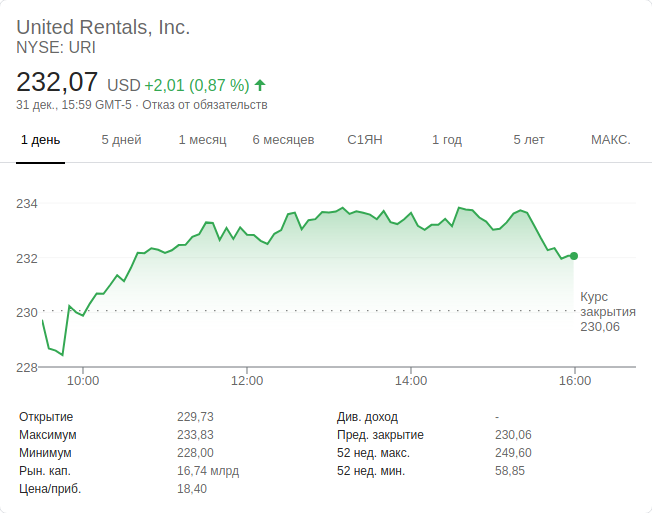 United Rentals, Inc.
NYSE: URI
232,07 USD +2,01 (0,87 %)
31 дек., 15:59 GMT-5 · Отказ от обязательств
1 день 5 дней 1 месяц 6 месяцев С1ЯН 1 год 5 лет МАКС.
234
232
230
228
Курс
закрытия
230,06
10:00 12:00 14:00 16:00
Открытие 229,73 Див. доход -
Максимум 233,83 Пред. закрытие 230,06
Минимум 228,00 52 нед. макс. 249,60
Рын. кап. 16,74 млрд 52 нед. мин. 58,85
Цена/приб. 18,40